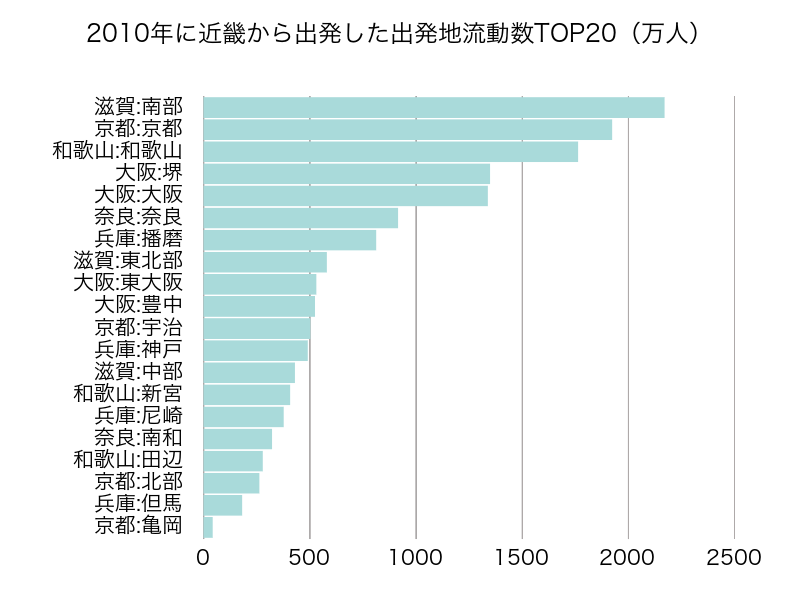 2010年に近畿から出発した出発地流動数TOP20（万人）
滋賀:南部
京都:京都
和歌山:和歌山
大阪:堺
大阪:大阪
奈良:奈良
兵庫:播磨
滋賀:東北部
大阪:東大阪
大阪:豊中
京都:宇治
兵庫:神戸
滋賀:中部
和歌山:新宮
兵庫:尼崎
奈良:南和
和歌山:田辺
京都:北部
兵庫:但馬
京都:亀岡
0 500 1000 1500 2000 2500